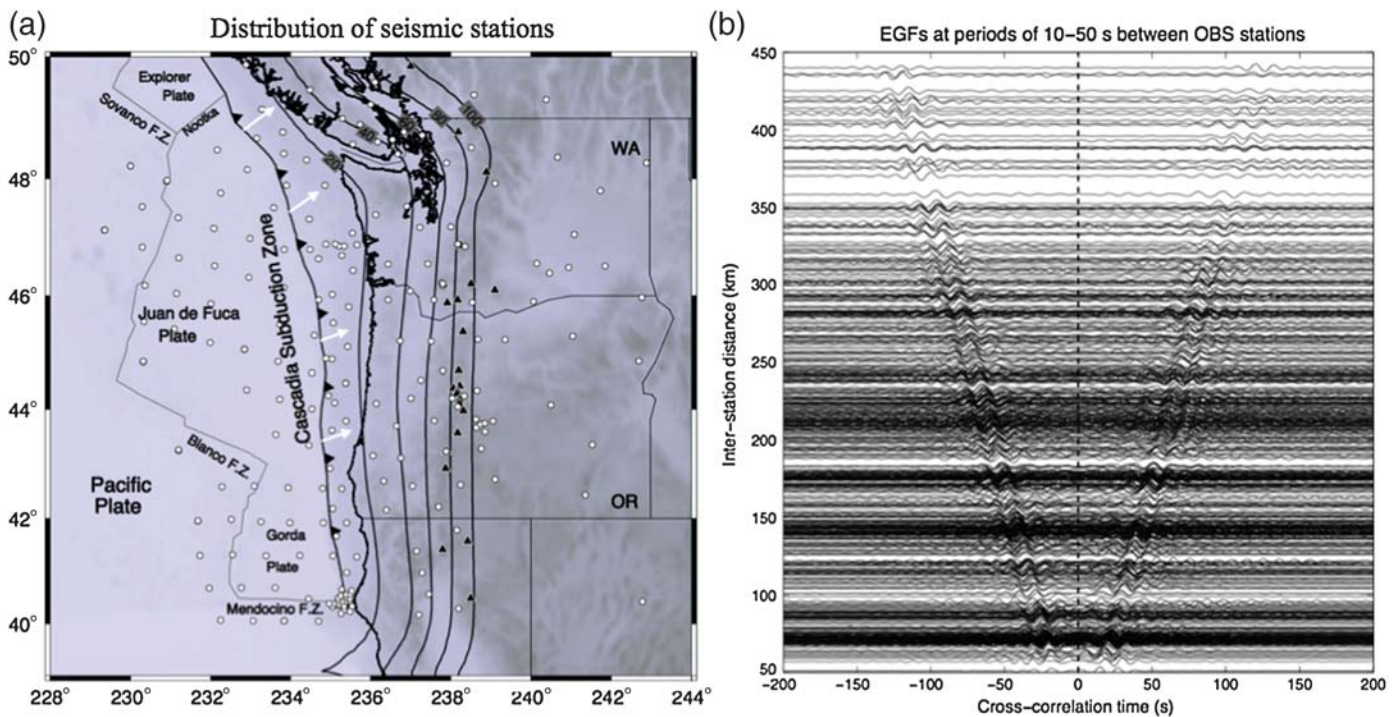 (a)
Distribution of seismic stations
50°
48°
46°
44°
42°
40°
228
230
232
234
236
238
240
242
244°
Explorer
Plate
Sovanco F.Z.
Nootka
WA
20
40
100
Cascadia Subduction Zone
Juan de Fuca
Plate
Blanco F.Z.
Pacific
Plate
OR
Gorda
Plate
Mendocino F.Z.
(b)
EGFs at periods of 10–50 s between OBS stations
Inter-station distance (km)
450
400
350
300
250
200
150
100
50
−200
−150
−100
−50
0
50
100
150
200
Cross-correlation time (s)